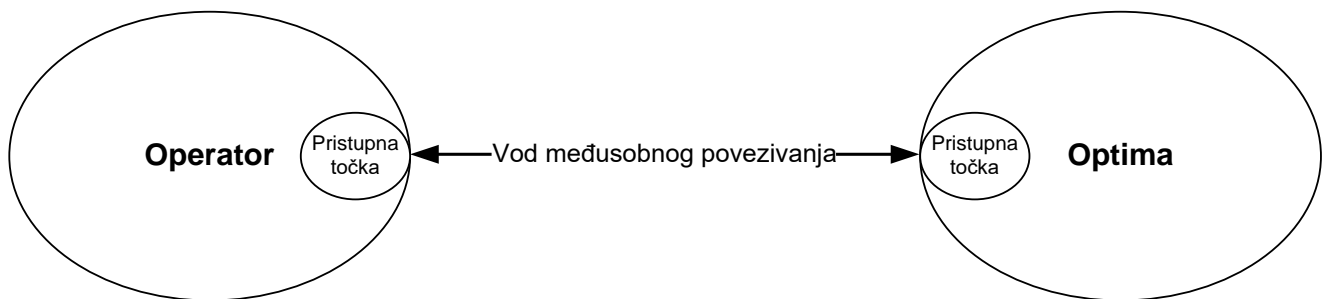 Operator
Pristupna
točka
Vod međusobnog povezivanja
Pristupna
točka
Optima